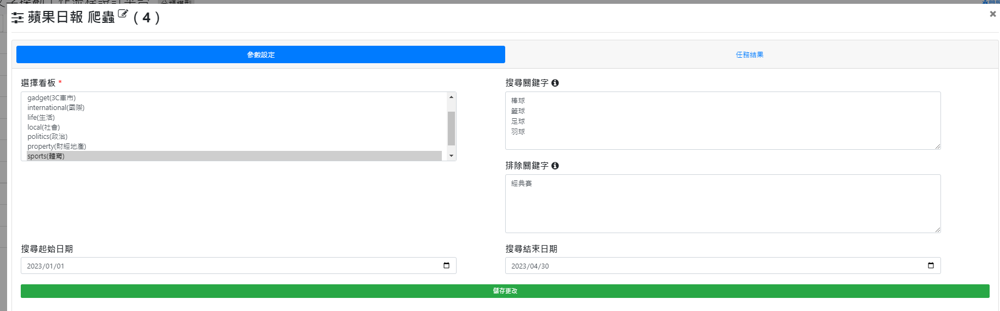 蘋果日報 爬蟲 ( 4 )
×
參數設定
任務結果
選擇看板 *
gadget(3C車市)
international(國際)
life(生活)
local(社會)
politics(政治)
property(財經地產)
sports(體育)
搜尋關鍵字
棒球
籃球
足球
羽球
排除關鍵字
經典賽
搜尋起始日期
2023/01/01
搜尋結束日期
2023/04/30
儲存更改